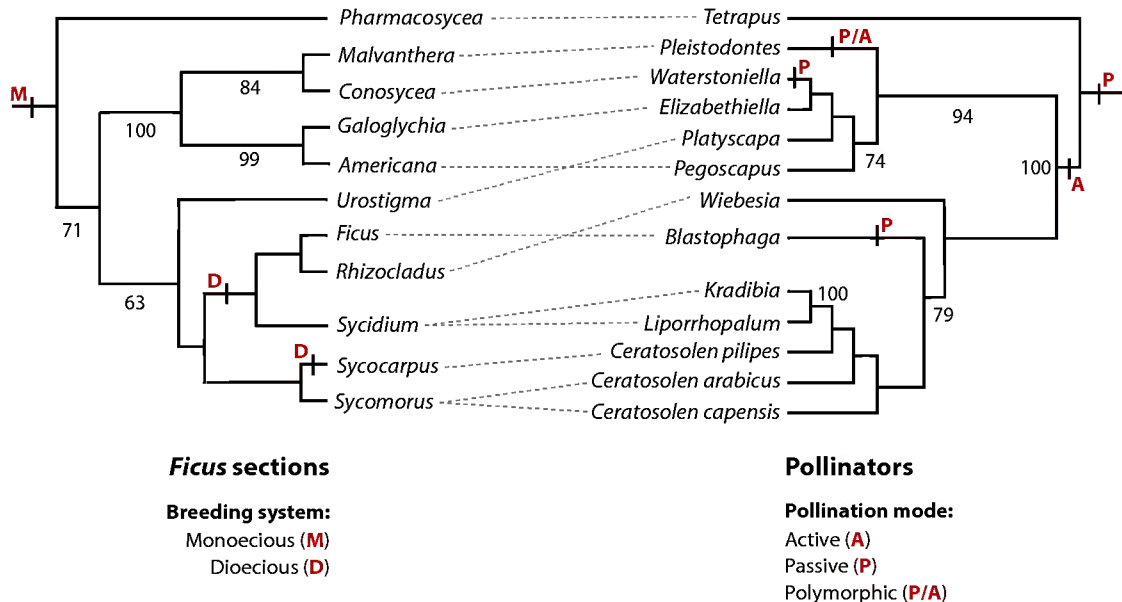 Pharmacosycea Tetrapus
Malvanthera Pleistodontes P/A
84 Conosycea Waterstoniella P
M P
100 Galoglychia Elizabethiella 94
99 Americana Platyscapa
74 Pegoscapus 100 A
71 Urostigma Wiebesia
Ficus Blastophaga P
D Rhizocladus
63 Kradibia 100 79
Sycidium Liporrhopalum
D Sycocarpus Ceratosolen pilipes
Sycomorus Ceratosolen arabicus
Ceratosolen capensis
Ficus sections
Breeding system:
Monoecious (M)
Dioecious (D)
Pollinators
Pollination mode:
Active (A)
Passive (P)
Polymorphic (P/A)